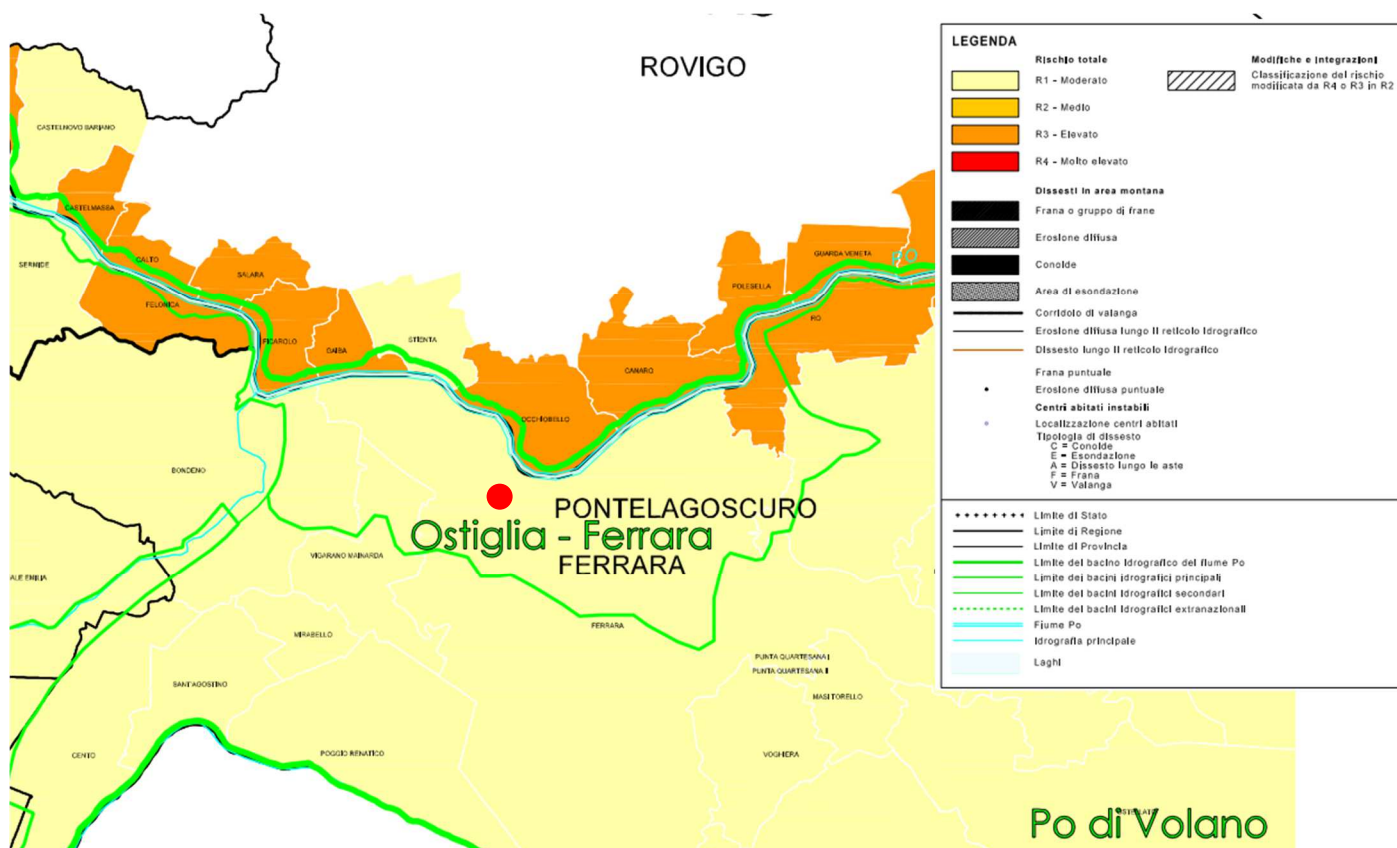 ROVIGO
CASTELNOVO BARIANO
CASTELMASSA
SERMIDE
CALTO
SALARA
FELONICA
FICAROLO
GAIBA
STIENTA
OCCHIOBELLO
CANARO
POLESELLA
GUARDA VENETA
PO
RO
BONDENO
PONTELAGOSCURO
Ostiglia - Ferrara
FERRARA
VIGARANO MAINARDA
ALE EMILIA
MIRABELLO
FERRARA
SANT'AGOSTINO
PUNTA QUARTESANA I
PUNTA QUARTESANA II
MASI TORELLO
CENTO
POGGIO RENATICO
VOGHIERA
Po di Volano
LEGENDA
Rischio totale
R1 - Moderato
R2 - Medio
R3 - Elevato
R4 - Molto elevato
Modifiche e integrazioni
Classificazione del rischio
modificata da R4 o R3 in R2
Dissesti in area montana
Frana o gruppo di frane
Erosione diffusa
Conoide
Area di esondazione
Corridoio di valanga
Erosione diffusa lungo il reticolo idrografico
Dissesto lungo il reticolo idrografico
Frana puntuale
Erosione diffusa puntuale
Centri abitati instabili
Localizzazione centri abitati
Tipologia di dissesto
C = Conoide
E = Esondazione
A = Dissesto lungo le aste
F = Frana
V = Valanga
Limite di Stato
Limite di Regione
Limite di Provincia
Limite del bacino idrografico del fiume Po
Limite dei bacini idrografici principali
Limite dei bacini idrografici secondari
Limite dei bacini idrografici extranazionali
Fiume Po
Idrografia principale
Laghi